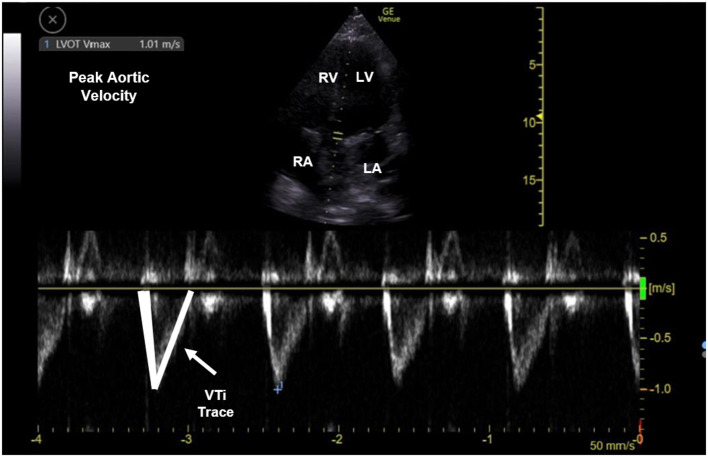 GE
Venue
1 LVOT Vmax 1.01 m/s
Peak Aortic
Velocity
RV LV
RA LA
5
10
15
0.5
[m/s]
-0.5
-1.0
1
VTi
Trace
-4 -3 -2 -1 -0
50 mm/s